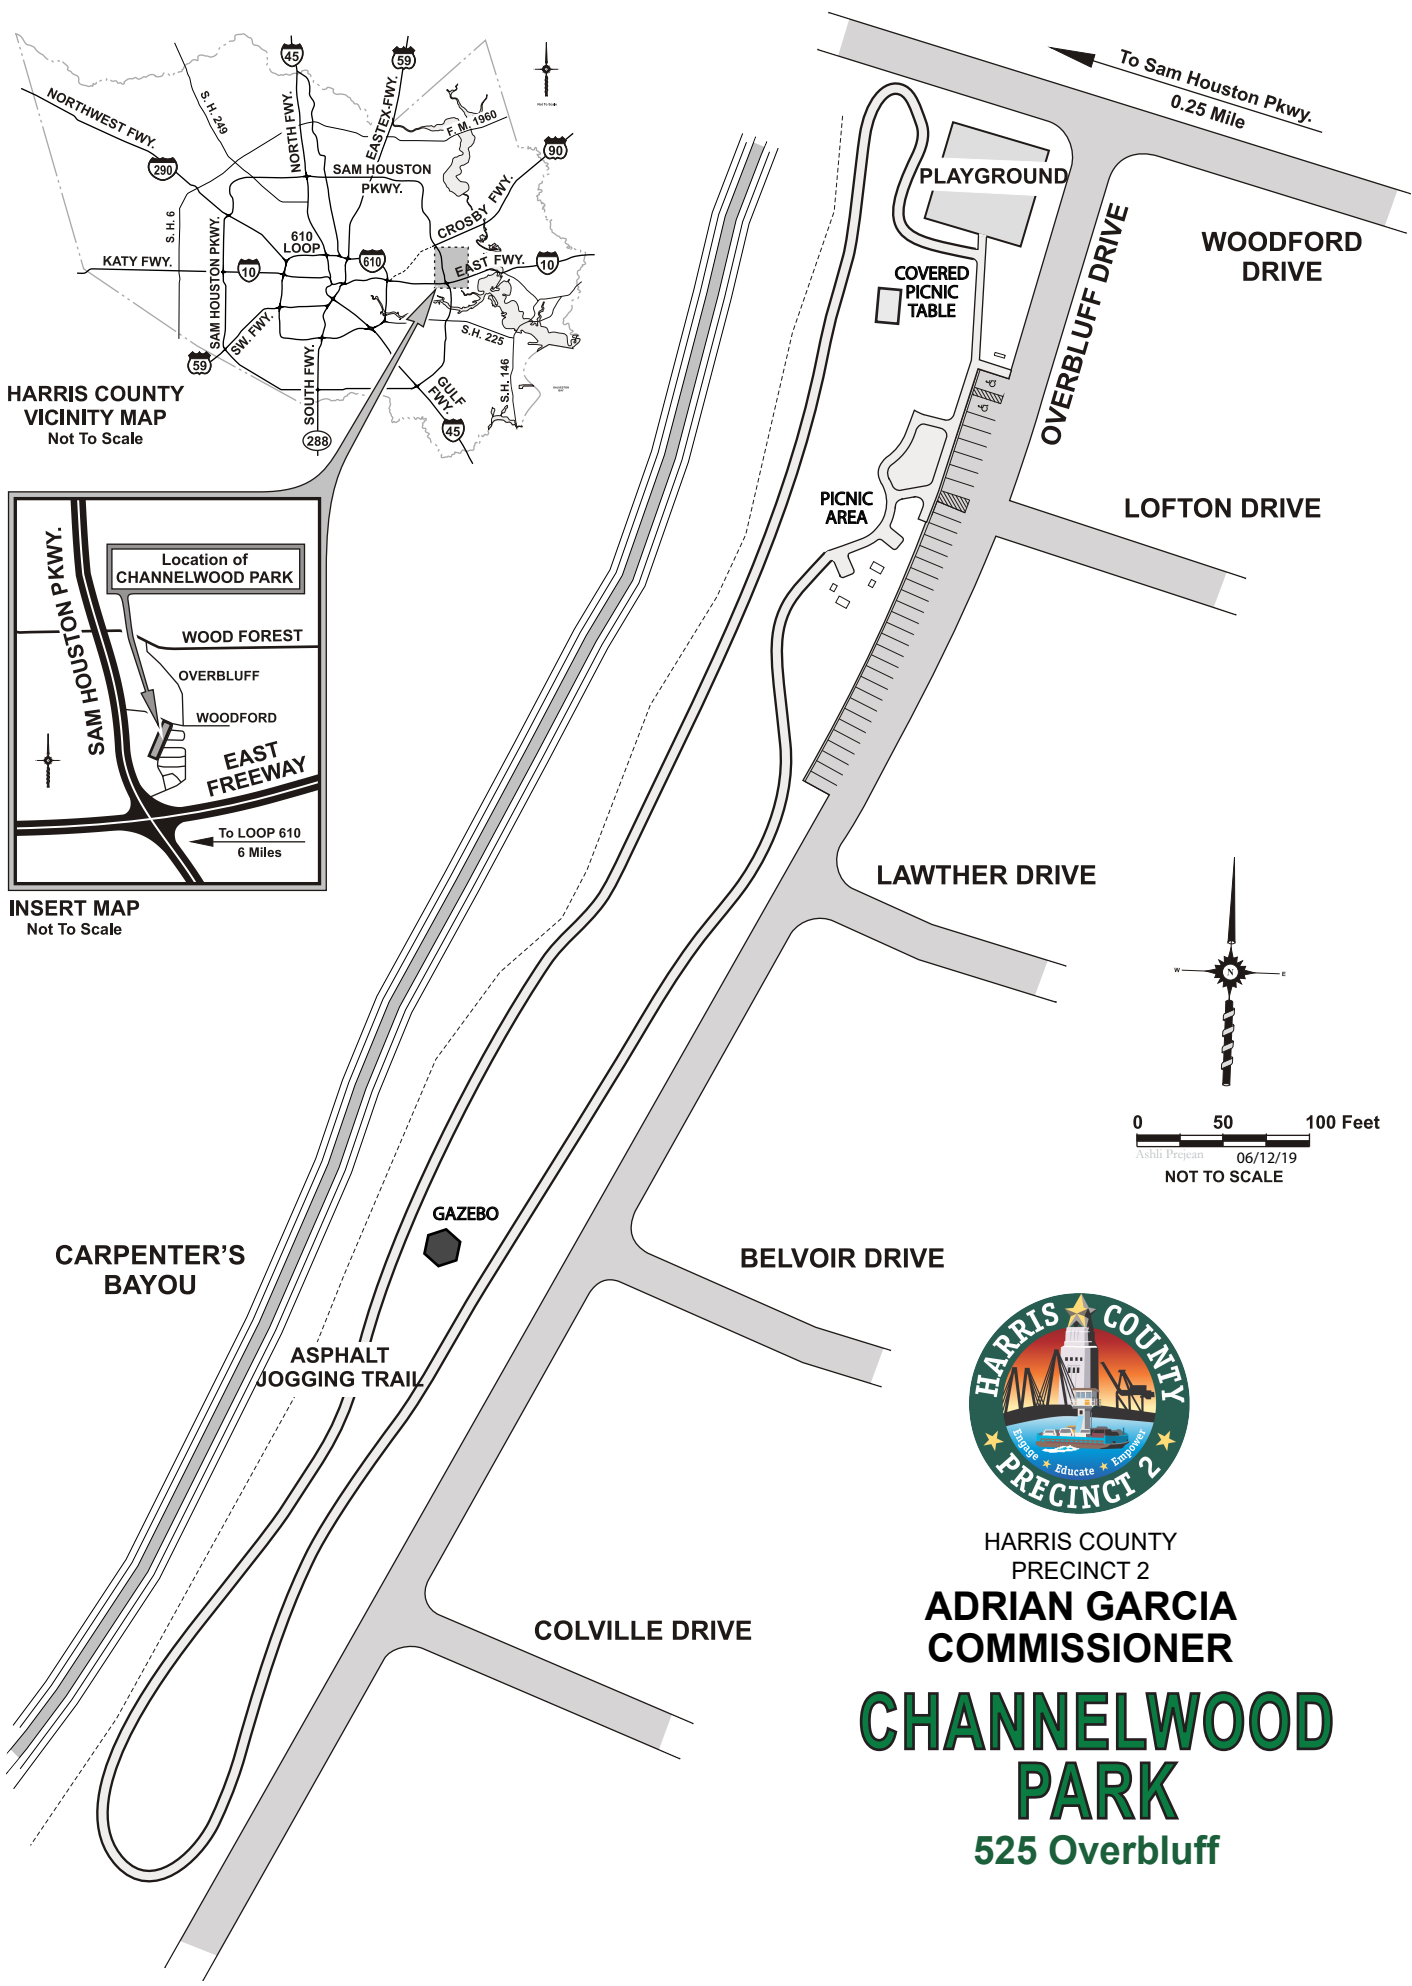 To Sam Houston Pkwy.
0.25 Mile
PLAYGROUND
COVERED
PICNIC
TABLE
WOODFORD
DRIVE
OVERBLUFF DRIVE
PICNIC
AREA
LOFTON DRIVE
LAWTHER DRIVE
BELVOIR DRIVE
COLVILLE DRIVE
GAZEBO
ASPHALT
JOGGING TRAIL
CARPENTER'S
BAYOU
45
59
S. H. 249
NORTHWEST FWY.
290
NORTH FWY.
EASTEX FWY.
F. M. 1960
90
SAM HOUSTON
PKWY.
CROSBY FWY.
S. H. 6
SAM HOUSTON PKWY.
610
LOOP
610
KATY FWY.
10
EAST FWY.
10
SW. FWY.
59
SOUTH FWY.
288
GULF
FWY.
45
S.H. 225
S.H. 146
Not To Scale
HARRIS COUNTY
VICINITY MAP
Not To Scale
SAM HOUSTON PKWY.
Location of
CHANNELWOOD PARK
WOOD FOREST
OVERBLUFF
WOODFORD
EAST
FREEWAY
To LOOP 610
6 Miles
INSERT MAP
Not To Scale
W
N
E
0 50 100 Feet
Ashli Prejean
06/12/19
NOT TO SCALE
HARRIS COUNTY
PRECINCT 2
Engage Educate Empower
HARRIS COUNTY
PRECINCT 2
ADRIAN GARCIA
COMMISSIONER
CHANNELWOOD
PARK
525 Overbluff